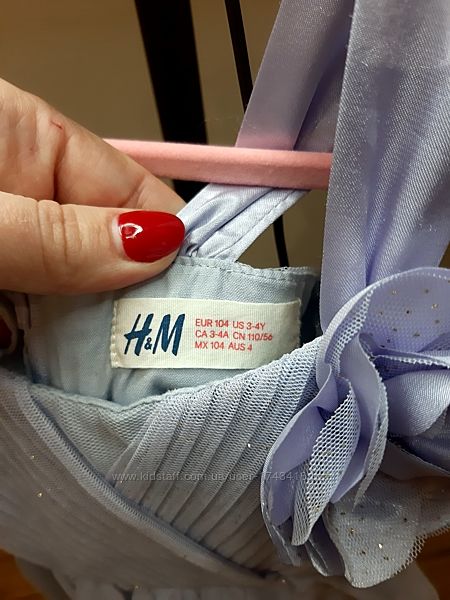 H&M
EUR 104 US 3-4Y
CA 3-4A CN 110/56
MX 104 AUS 4